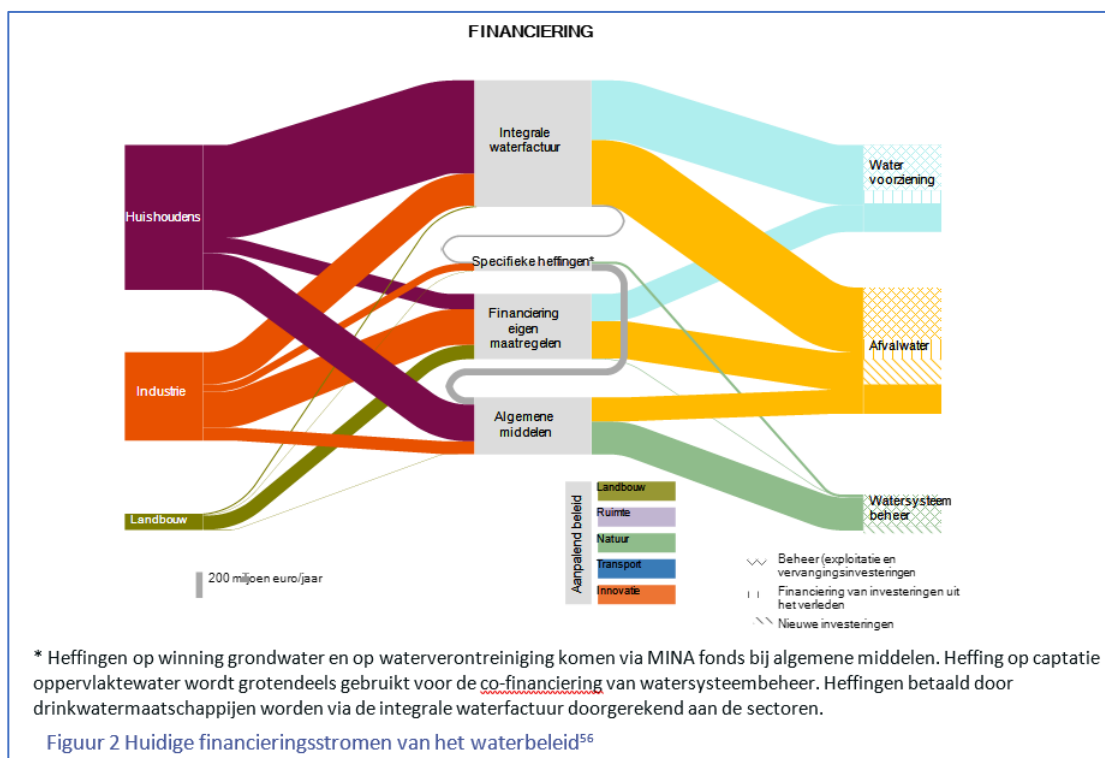 FINANCIERING
Integrale
waterfactuur
Water
voorziening
Huishoudens
Specifieke heffingen*
Financiering
eigen
maatregelen
Afvalwater
Industrie
Algemene
middelen
Landbouw
Watersysteem
beheer
Aanpalend beleid
Landbouw
Ruimte
Natuur
Transport
Innovatie
200 miljoen euro/jaar
Beheer (exploitatie en
vervangingsinvesteringen
Financiering van investeringen uit
het verleden
Nieuwe investeringen
* Heffingen op winning grondwater en op waterverontreiniging komen via MINA fonds bij algemene middelen. Heffing op captatie
oppervlaktewater wordt grotendeels gebruikt voor de co-financiering van watersysteembeheer. Heffingen betaald door
drinkwatermaatschappijen worden via de integrale waterfactuur doorgerekend aan de sectoren.
Figuur 2 Huidige financieringsstromen van het waterbeleid⁵⁶